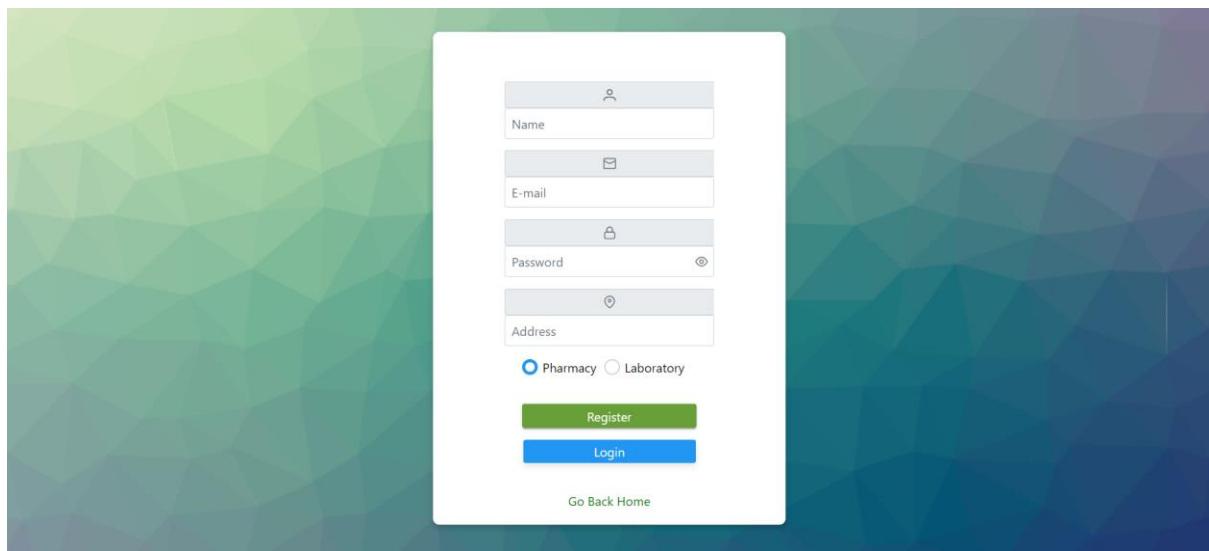 Name
E-mail
Password
Address
Pharmacy Laboratory
Register
Login
Go Back Home